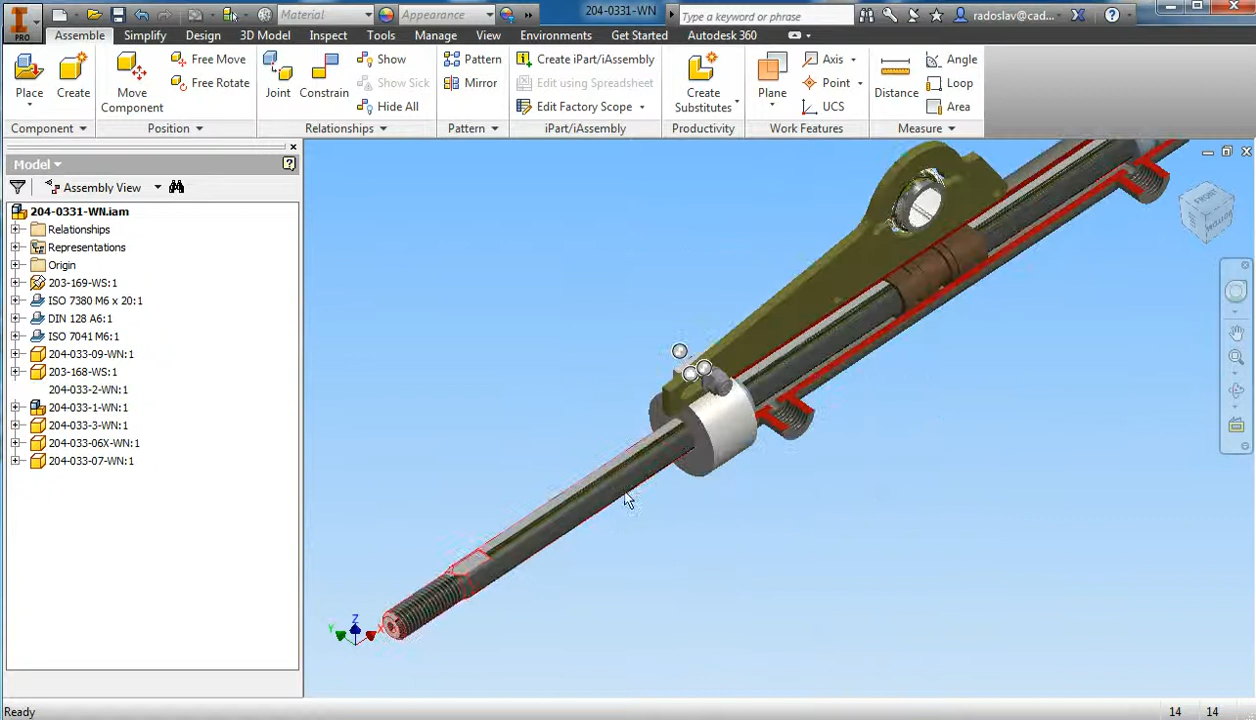 Material
Appearance
204-0331-WN
Type a keyword or phrase
radoslav@cad...
PRO
Assemble
Simplify
Design
3D Model
Inspect
Tools
Manage
View
Environments
Get Started
Autodesk 360
Place
Create
Move
Component
Free Move
Free Rotate
Joint
Constrain
Show
Show Sick
Hide All
Pattern
Mirror
Create iPart/iAssembly
Edit using Spreadsheet
Edit Factory Scope
Create
Substitutes
Plane
Axis
Point
UCS
Distance
Angle
Loop
Area
Component
Position
Relationships
Pattern
iPart/iAssembly
Productivity
Work Features
Measure
Model
Assembly View
204-0331-WN.iam
Relationships
Representations
Origin
203-169-WS:1
ISO 7380 M6 x 20:1
DIN 128 A6:1
ISO 7041 M6:1
204-033-09-WN:1
203-168-WS:1
204-033-2-WN:1
204-033-1-WN:1
204-033-3-WN:1
204-033-06X-WN:1
204-033-07-WN:1
FRONT
BOTTOM
Z
Y
X
Ready
14
14